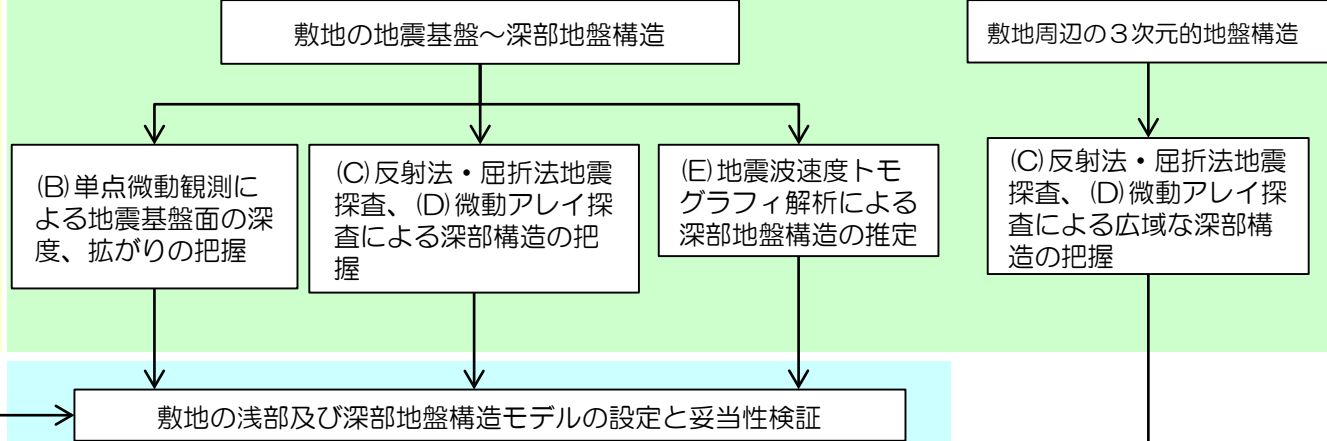 敷地の地震基盤～深部地盤構造
敷地周辺の３次元的地盤構造
(B)単点微動観測に
よる地震基盤面の深
度、拡がりの把握
(C)反射法・屈折法地震
探査、(D)微動アレイ探
査による深部構造の把
握
(E)地震波速度トモ
グラフィ解析による
深部地盤構造の推定
(C)反射法・屈折法地震
探査、(D)微動アレイ探
査による広域な深部構
造の把握
敷地の浅部及び深部地盤構造モデルの設定と妥当性検証